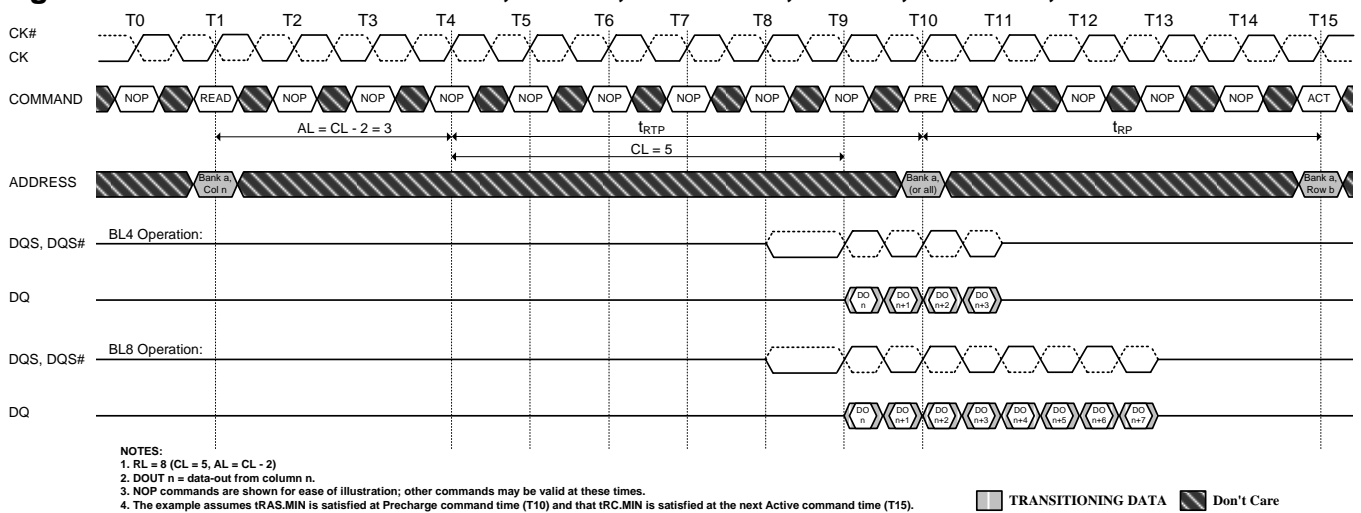 T0 T1 T2 T3 T4 T5 T6 T7 T8 T9 T10 T11 T12 T13 T14 T15
CK#
CK
COMMAND NOP READ NOP NOP NOP NOP NOP NOP NOP NOP PRE NOP NOP NOP NOP ACT
AL = CL - 2 = 3 tRTP tRP
CL = 5
ADDRESS
Bank a, Col n
Bank a, (or all)
Bank a, Row b
BL4 Operation:
DQS, DQS#
DQ
DO n DO n+1 DO n+2 DO n+3
BL8 Operation:
DQS, DQS#
DQ
DO n DO n+1 DO n+2 DO n+3 DO n+4 DO n+5 DO n+6 DO n+7
NOTES:
1. RL = 8 (CL = 5, AL = CL - 2)
2. DOUT n = data-out from column n.
3. NOP commands are shown for ease of illustration; other commands may be valid at these times.
4. The example assumes tRAS.MIN is satisfied at Precharge command time (T10) and that tRC.MIN is satisfied at the next Active command time (T15).
TRANSITIONING DATA Don't Care